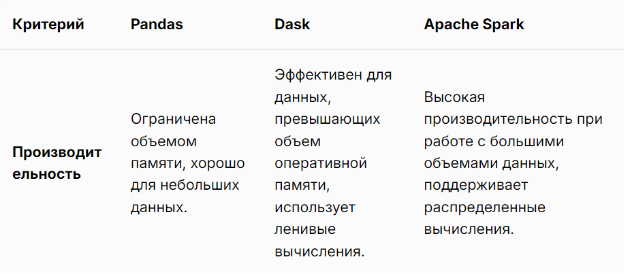 Критерий
Pandas
Dask
Apache Spark
Производит
ельность
Ограничена
объемом
памяти, хорошо
для небольших
данных.
Эффективен для
данных,
превышающих
объем
оперативной
памяти,
использует
ленивые
вычисления.
Высокая
производительность при
работе с большими
объемами данных,
поддерживает
распределенные
вычисления.